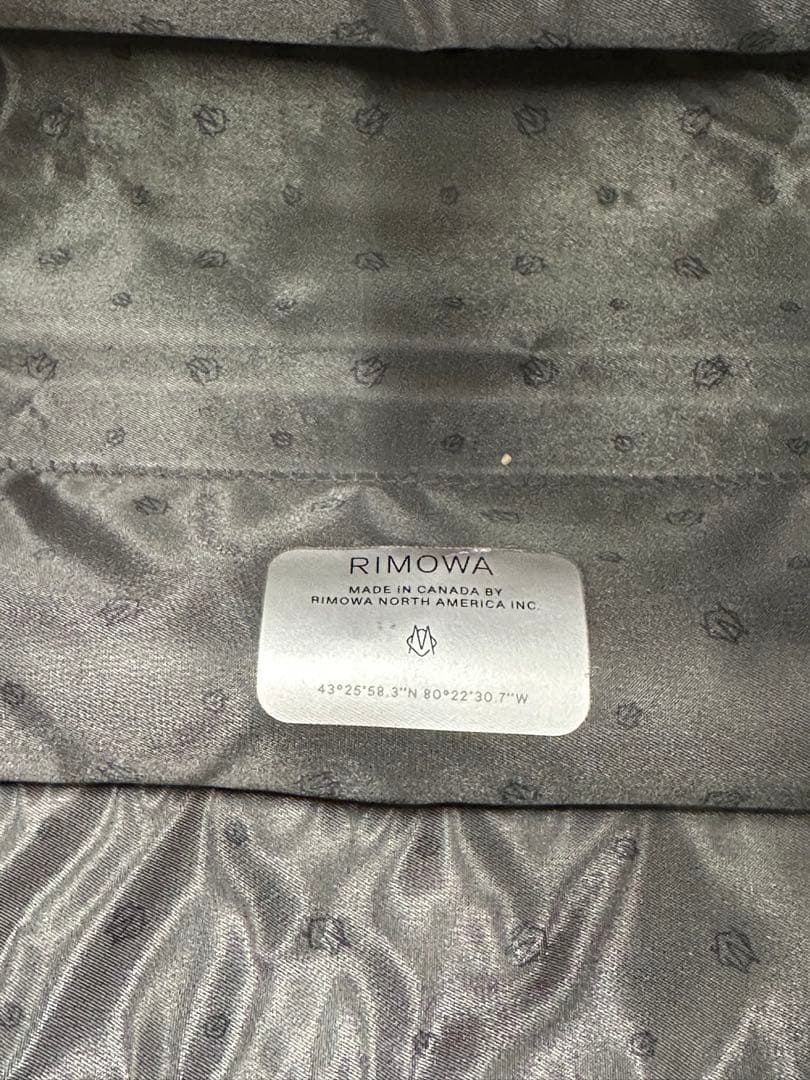 RIMOWA
MADE IN CANADA BY
RIMOWA NORTH AMERICA INC.
43°25'58.3"N 80°22'30.7"W